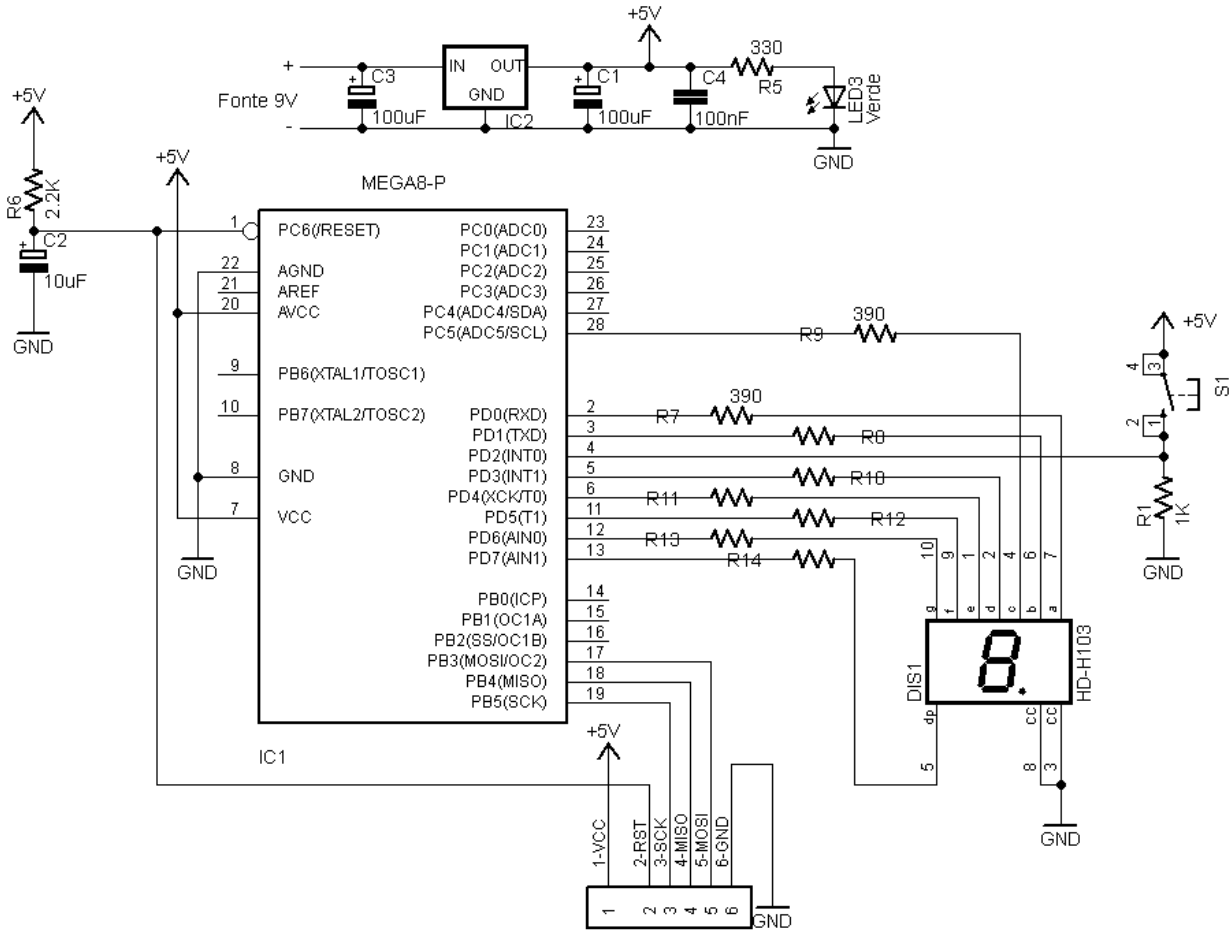 +5V
330
+
C3
IN OUT
C1
C4
R5
LED3
Verde
+5V
Fonte 9V
GND
-
100uF
IC2
100uF
100nF
GND
+5V
MEGA8-P
R6
2.2K
1 PC6(/RESET)
PC0(ADC0) 23
+
C2
PC1(ADC1) 24
10uF
22 AGND
PC2(ADC2) 25
21 AREF
PC3(ADC3) 26
20 AVCC
PC4(ADC4/SDA) 27
GND
PC5(ADC5/SCL) 28
R9
390
+5V
9 PB6(XTAL1/TOSC1)
4 3
S1
10 PB7(XTAL2/TOSC2)
PD0(RXD) 2
R7
390
2 1
PD1(TXD) 3
R8
PD2(INT0) 4
8 GND
PD3(INT1) 5
R10
PD4(XCK/T0) 6
R11
R1
1K
7 VCC
PD5(T1) 11
R12
PD6(AIN0) 12
R13
PD7(AIN1) 13
R14
GND
GND
10 9 1 2 4 6 7
PB0(ICP) 14
g f e d c b a
PB1(OC1A) 15
PB2(SS/OC1B) 16
PB3(MOSI/OC2) 17
DIS1
8.
HD-H103
PB4(MISO) 18
PB5(SCK) 19
dp CC CC
IC1
+5V
5 8 3
GND
1-VCC
2-RST
3-SCK
4-MISO
5-MOSI
6-GND
1 2 3 4 5 6
GND